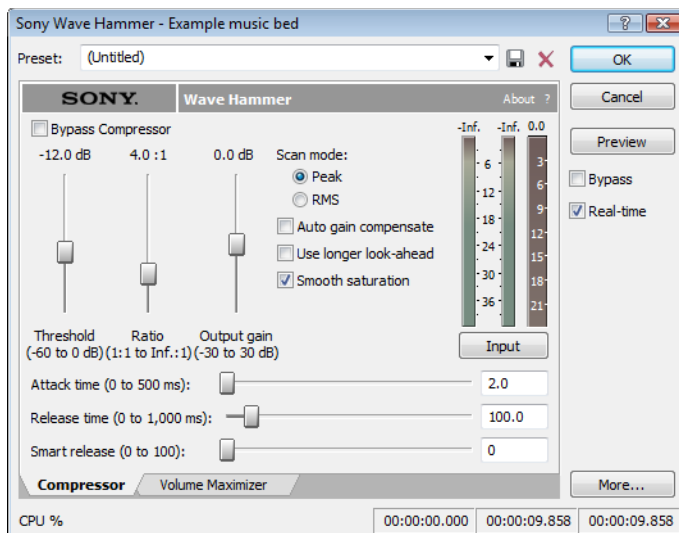 Sony Wave Hammer - Example music bed
Preset: (Untitled)
OK
SONY. Wave Hammer About ?
Cancel
Bypass Compressor
-12.0 dB 4.0 :1 0.0 dB
Scan mode:
Peak
RMS
Auto gain compensate
Use longer look-ahead
Smooth saturation
-Inf. -Inf. 0.0
6
12
18
24
30
36
3
6
9
12
15
18
21
Preview
Bypass
Real-time
Threshold Ratio Output gain
(-60 to 0 dB) (1:1 to Inf.:1) (-30 to 30 dB)
Input
Attack time (0 to 500 ms): 2.0
Release time (0 to 1,000 ms): 100.0
Smart release (0 to 100): 0
Compressor Volume Maximizer
More...
CPU % 00:00:00.000 00:00:09.858 00:00:09.858